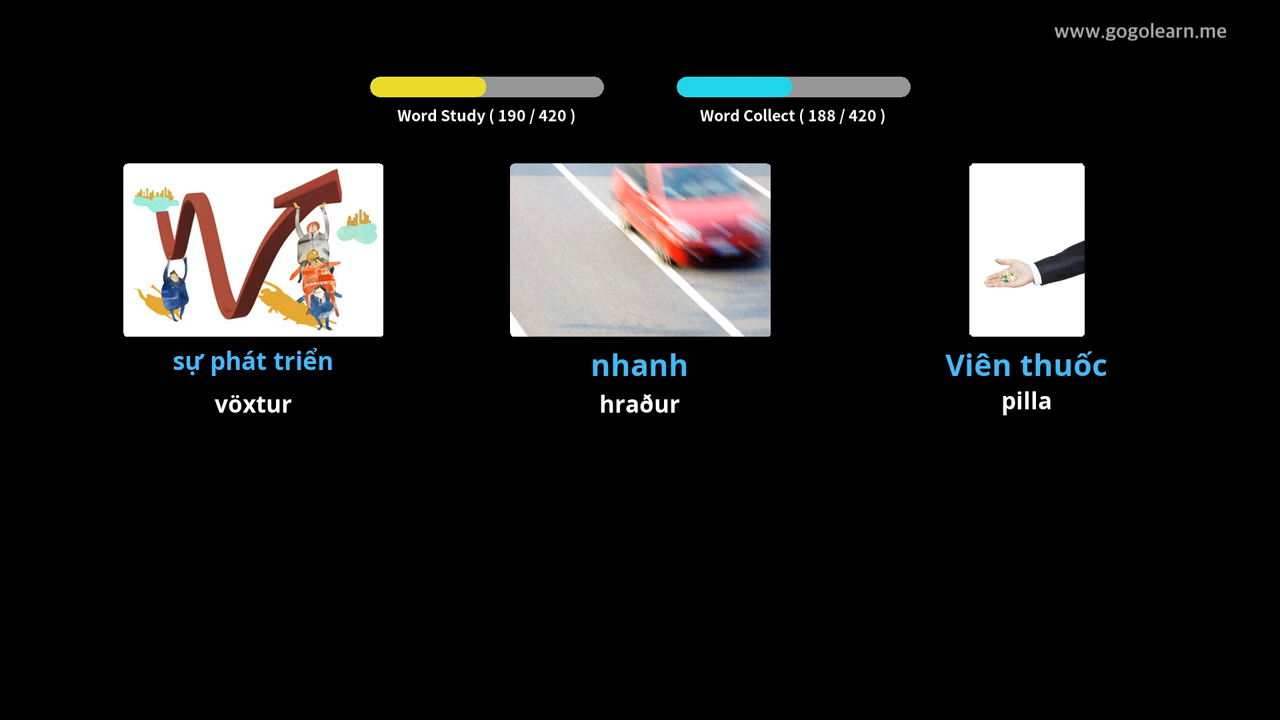 www.gogolearn.me
Word Study ( 190 / 420 )
Word Collect ( 188 / 420 )
sự phát triển
nhanh
Viên thuốc
vöxtur
hraður
pilla